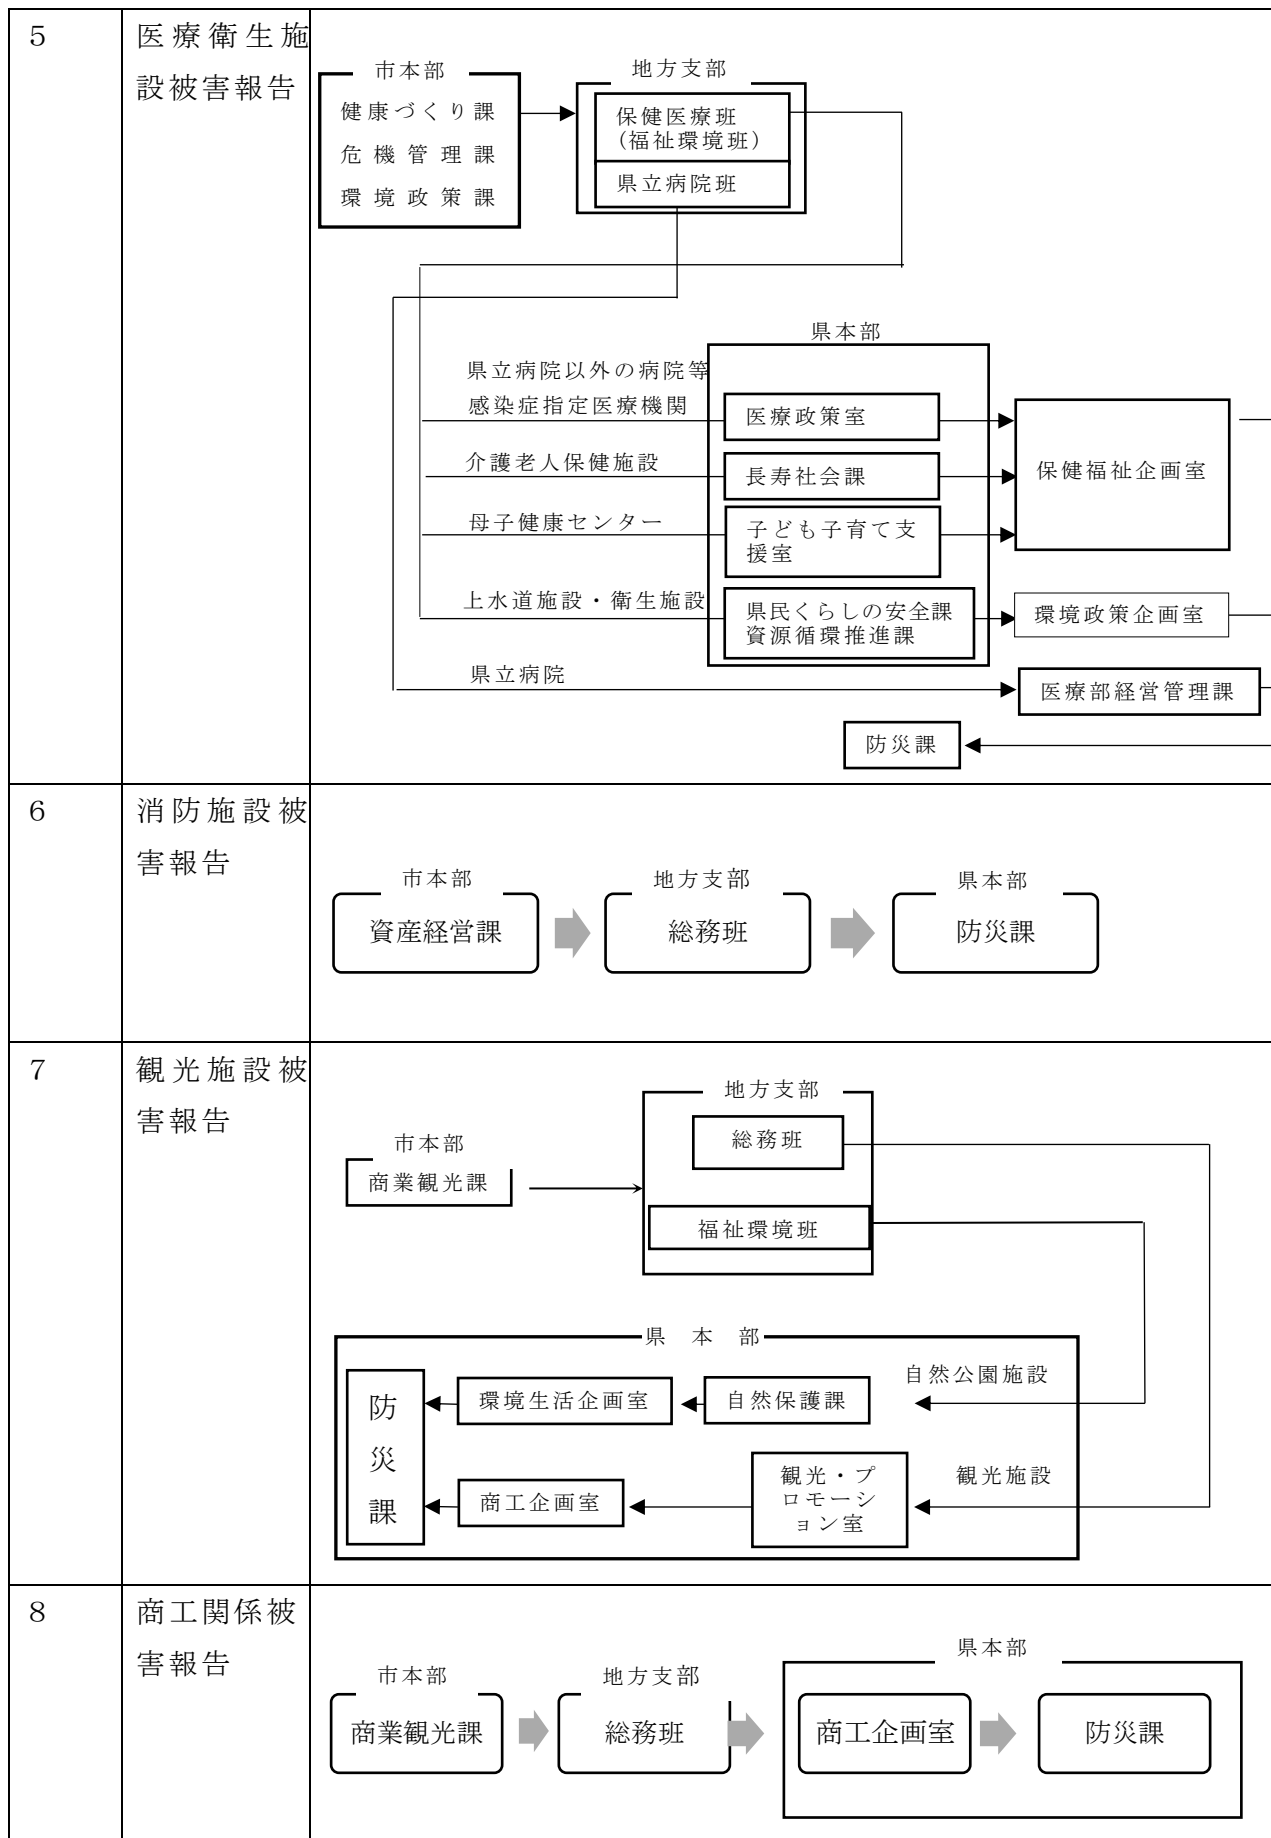 5
医療衛生施
設被害報告
市本部
健康づくり課
危機管理課
環境政策課
地方支部
保健医療班
(福祉環境班)
県立病院班
県本部
県立病院以外の病院等
感染症指定医療機関
医療政策室
介護老人保健施設
長寿社会課
保健福祉企画室
母子健康センター
子ども子育て支
援室
上水道施設・衛生施設
県民くらしの安全課
資源循環推進課
環境政策企画室
県立病院
医療部経営管理課
防災課
6
消防施設被
害報告
市本部
資産経営課
地方支部
総務班
県本部
防災課
7
観光施設被
害報告
市本部
商業観光課
地方支部
総務班
福祉環境班
県 本 部
防
災
課
環境生活企画室
自然保護課
自然公園施設
商工企画室
観光・プ
ロモーシ
ョン室
観光施設
8
商工関係被
害報告
市本部
商業観光課
地方支部
総務班
県本部
商工企画室
防災課